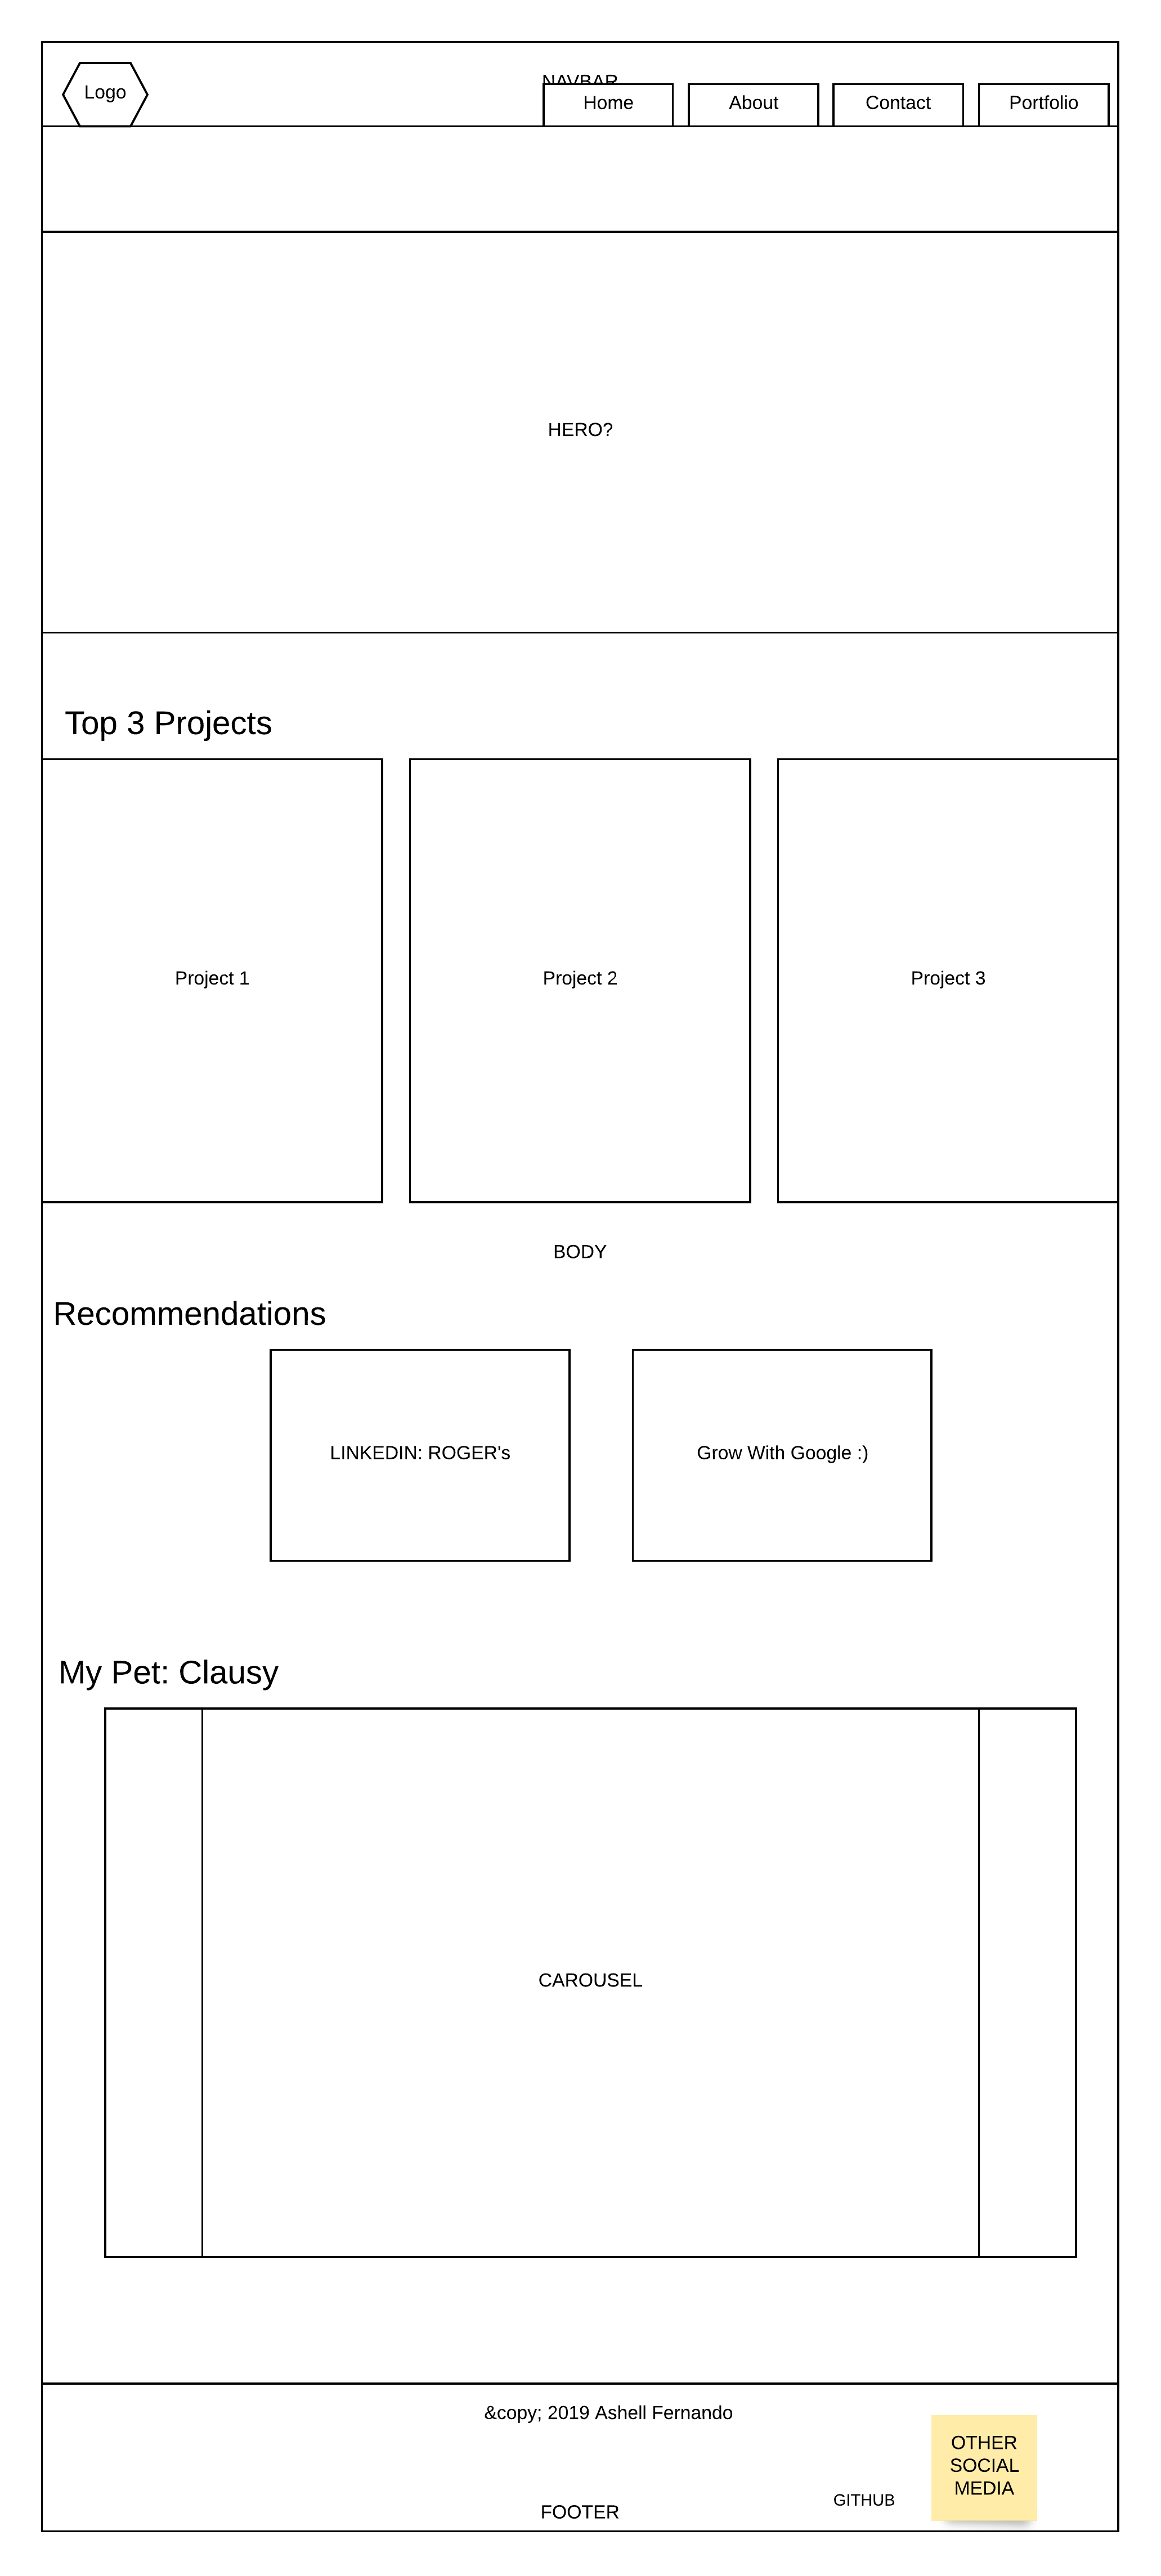 Logo
NAVBAR
Home
About
Contact
Portfolio
HERO?
Top 3 Projects
Project 1
Project 2
Project 3
BODY
Recommendations
LINKEDIN: ROGER's
Grow With Google :)
My Pet: Clausy
CAROUSEL
&copy; 2019 Ashell Fernando
OTHER
SOCIAL
MEDIA
GITHUB
FOOTER